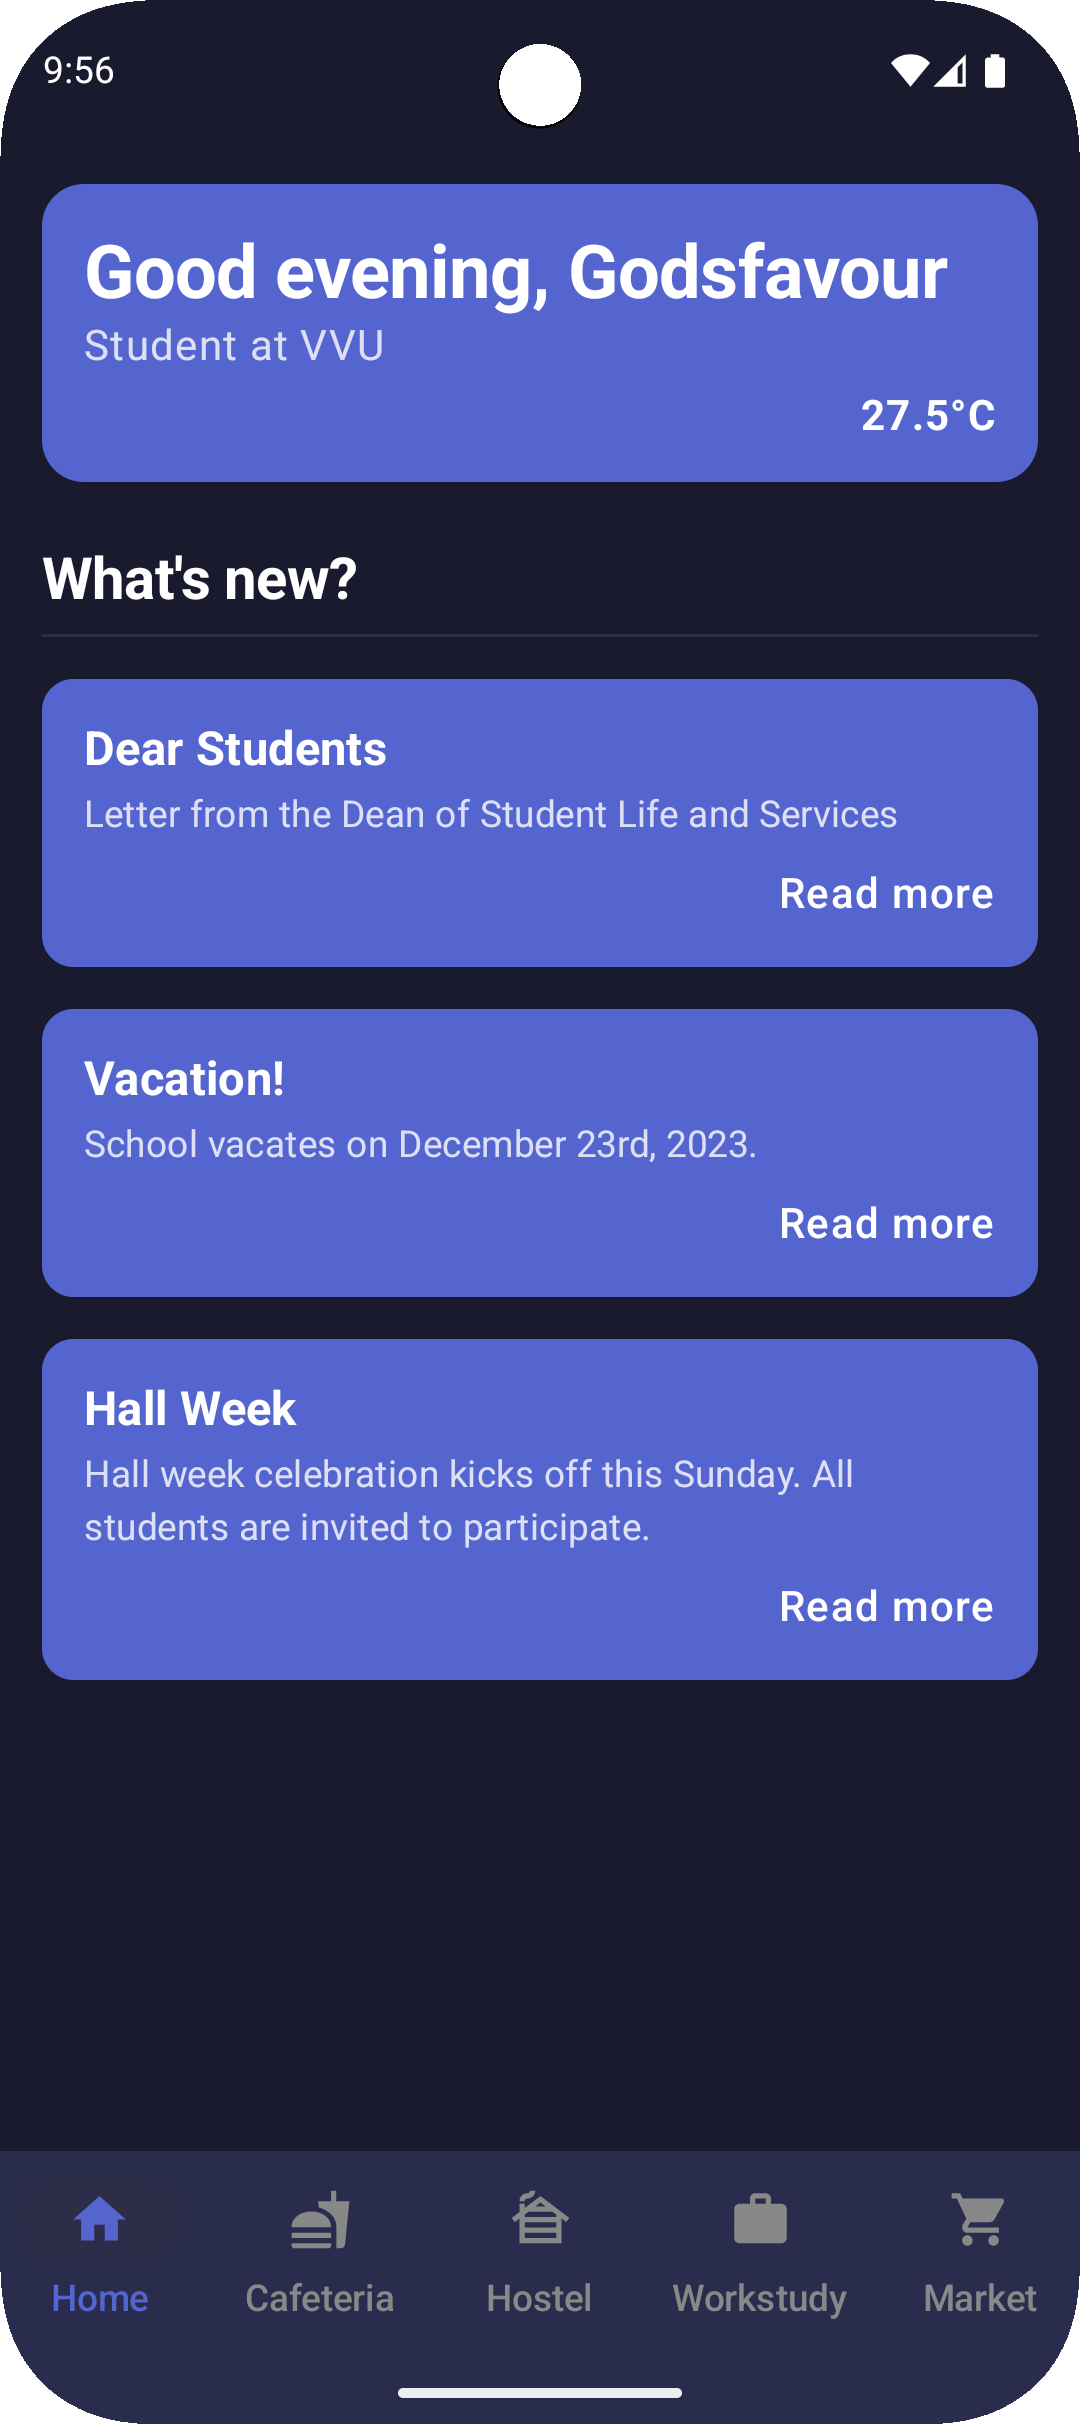 9:56
Good evening, Godsfavour
Student at VVU
27.5°C
What's new?
Dear Students
Letter from the Dean of Student Life and Services
Read more
Vacation!
School vacates on December 23rd, 2023.
Read more
Hall Week
Hall week celebration kicks off this Sunday. All
students are invited to participate.
Read more
Home
Cafeteria
Hostel
Workstudy
Market